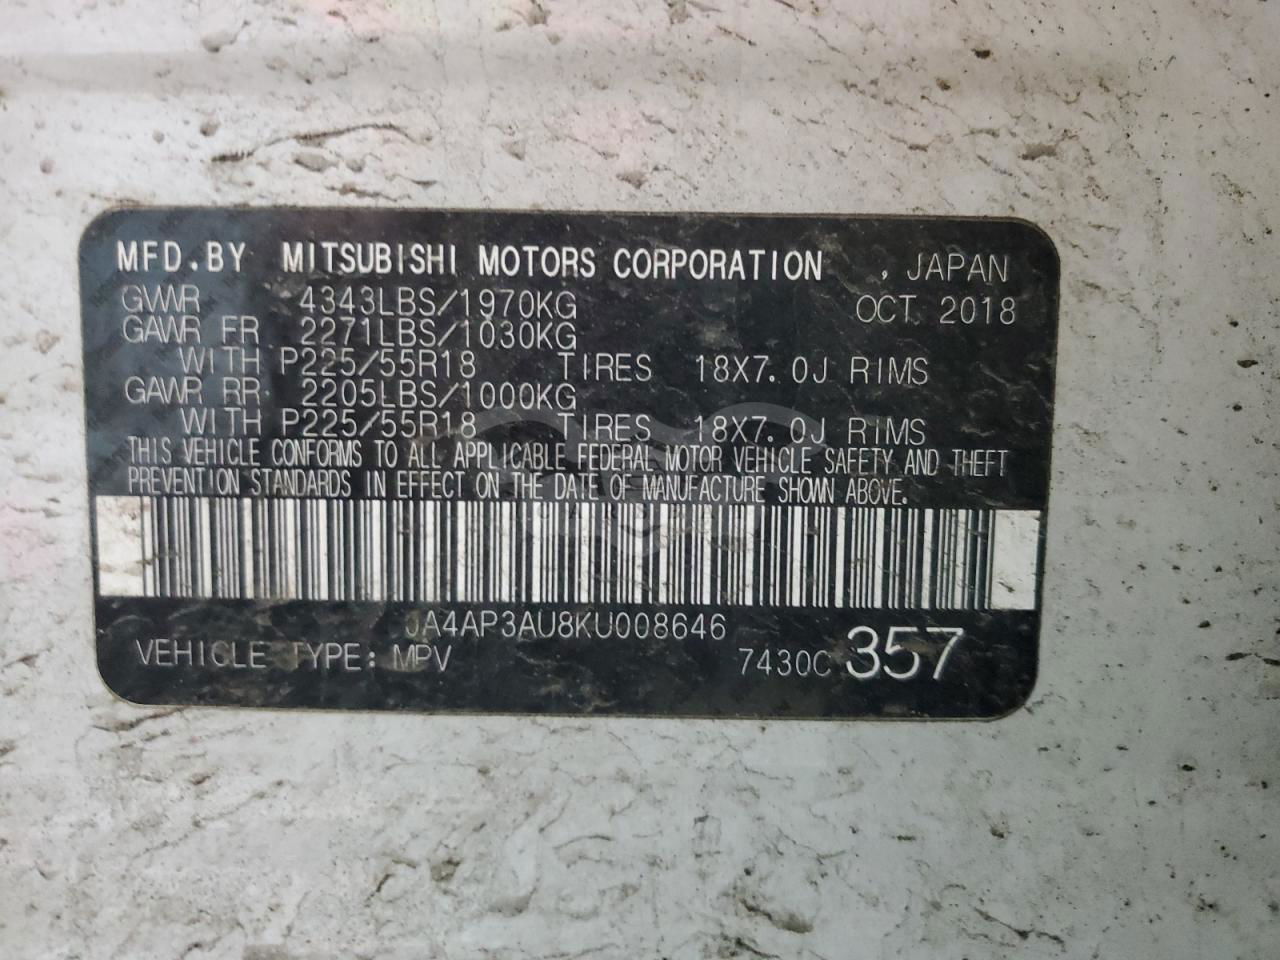 MFD.BY MITSUBISHI MOTORS CORPORATION , JAPAN
GVWR 4343LBS/1970KG OCT 2018
GAWR FR 2271LBS/1030KG
WITH P225/55R18 TIRES 18X7.0J RIMS
GAWR RR 2205LBS/1000KG
WITH P225/55R18 TIRES 18X7.0J RIMS
THIS VEHICLE CONFORMS TO ALL APPLICABLE FEDERAL MOTOR VEHICLE SAFETY AND THEFT
PREVENTION STANDARDS IN EFFECT ON THE DATE OF MANUFACTURE SHOWN ABOVE.
JA4AP3AU8KU008646
VEHICLE TYPE: MPV 7430C 357